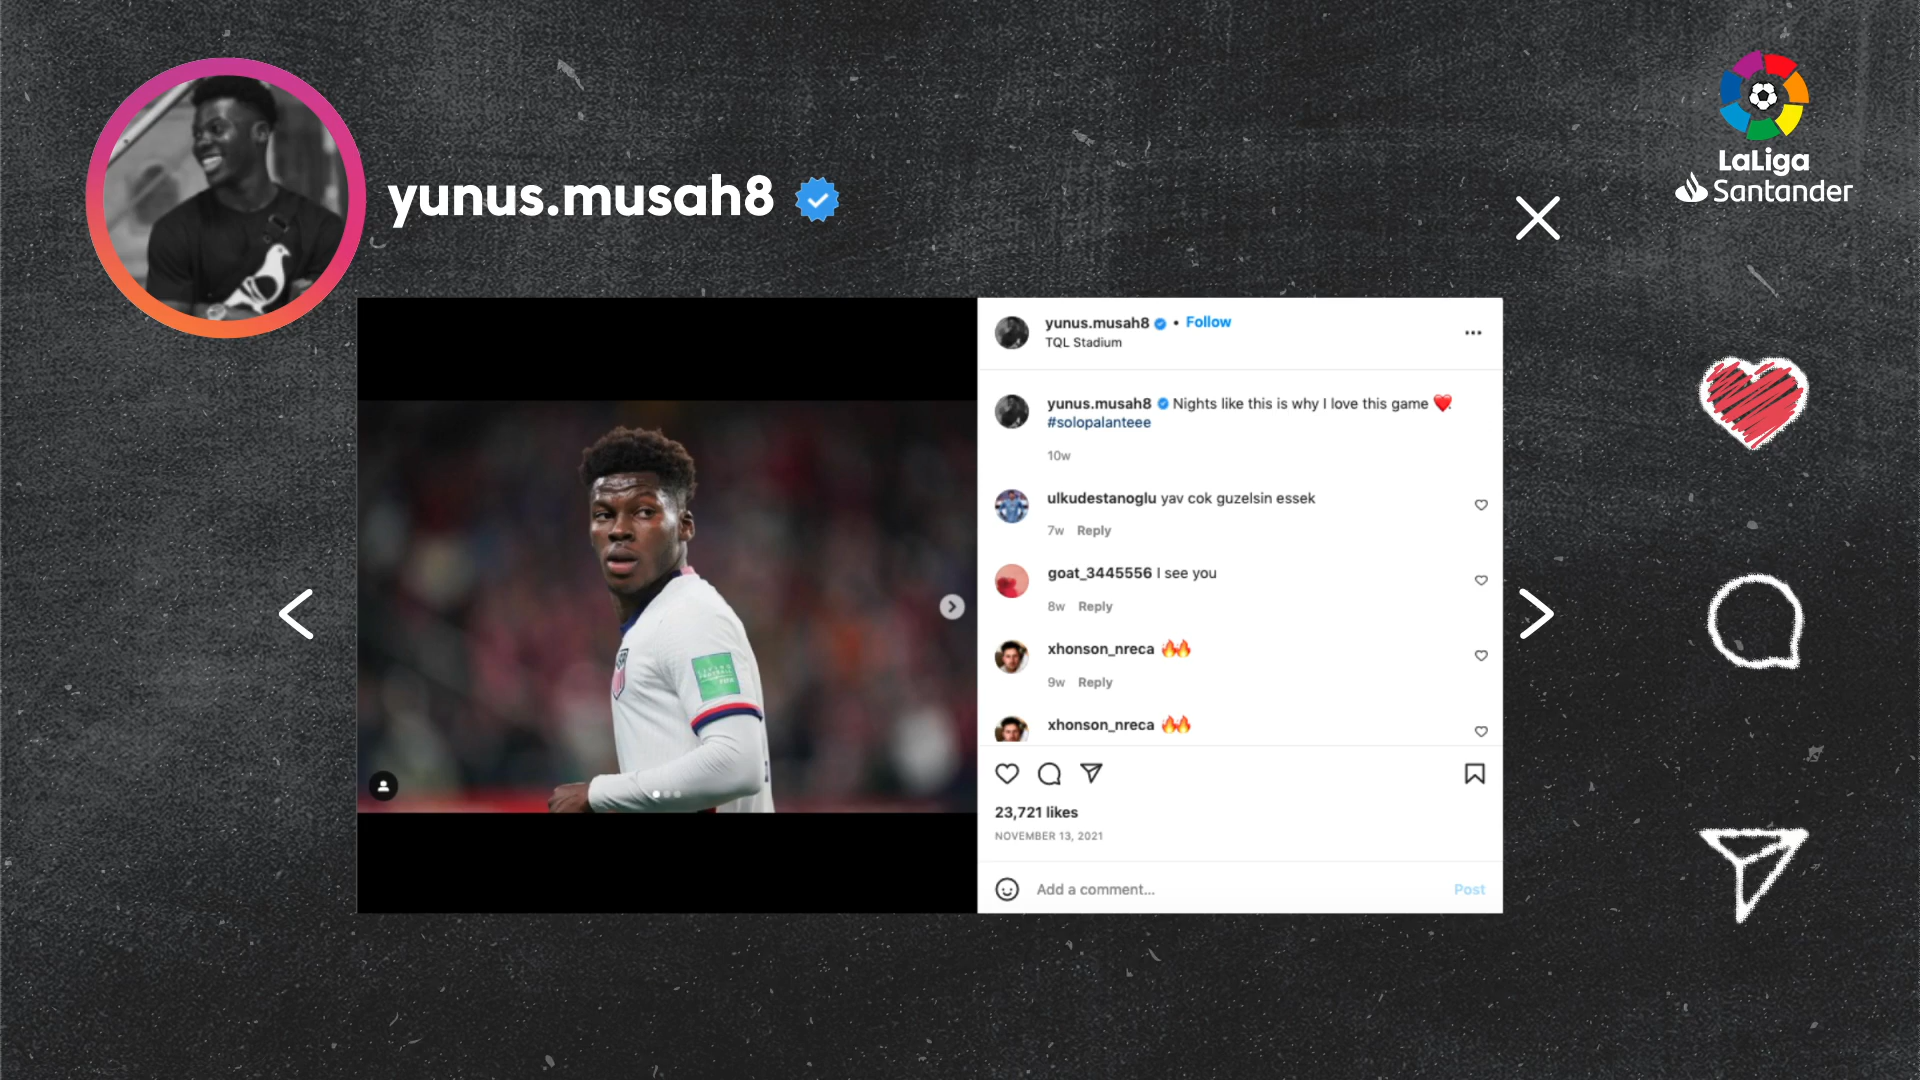 yunus.musah8
LaLiga
Santander
yunus.musah8 • Follow
TQL Stadium
yunus.musah8 Nights like this is why I love this game ❤️.
#solopalanteee
10w
ulkudestanoglu yav cok guzelsin essek
7w Reply
goat_3445556 I see you
8w Reply
xhonson_nreca 🔥🔥
9w Reply
xhonson_nreca 🔥🔥
23,721 likes
NOVEMBER 13, 2021
Add a comment...
Post